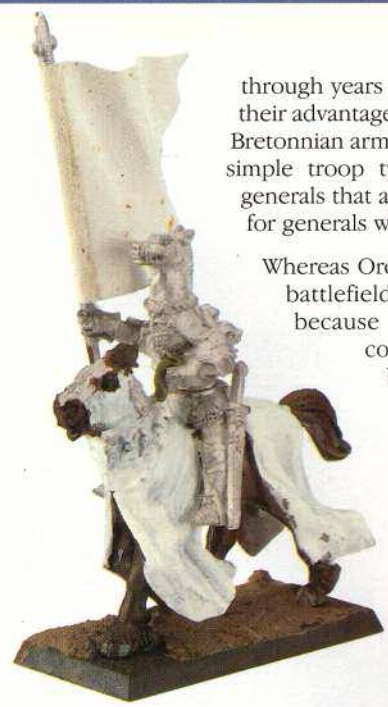 through years
their advantage
Bretonnian arm
simple troop t
generals that a
for generals w
Whereas Orc
battlefield
because
co